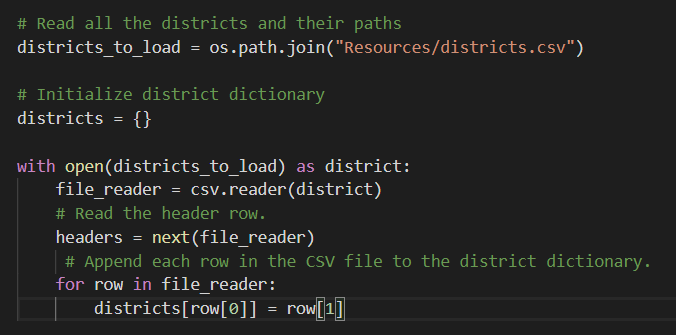 # Read all the districts and their paths
districts_to_load = os.path.join("Resources/districts.csv")
# Initialize district dictionary
districts = {}
with open(districts_to_load) as district:
file_reader = csv.reader(district)
# Read the header row.
headers = next(file_reader)
# Append each row in the CSV file to the district dictionary.
for row in file_reader:
districts[row[0]] = row[1]